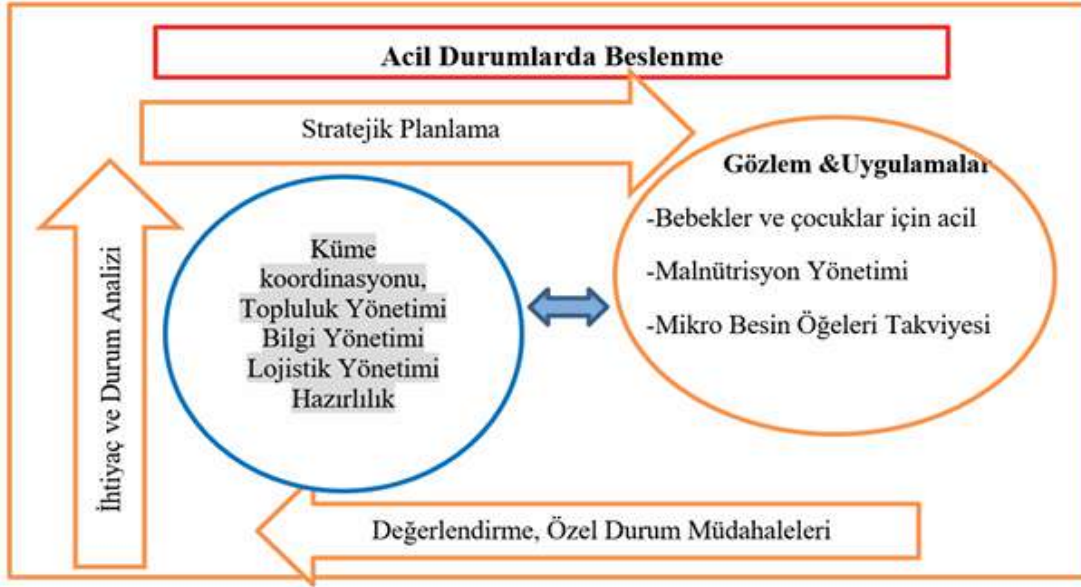 Acil Durumlarda Beslenme
Stratejik Planlama
Gözlem &Uygulamalar
-Bebekler ve çocuklar için acil
-Malnütrisyon Yönetimi
-Mikro Besin Öğeleri Takviyesi
Küme
koordinasyonu,
Topluluk Yönetimi
Bilgi Yönetimi
Lojistik Yönetimi
Hazırlılık
İhtiyaç ve Durum Analizi
Değerlendirme, Özel Durum Müdahaleleri